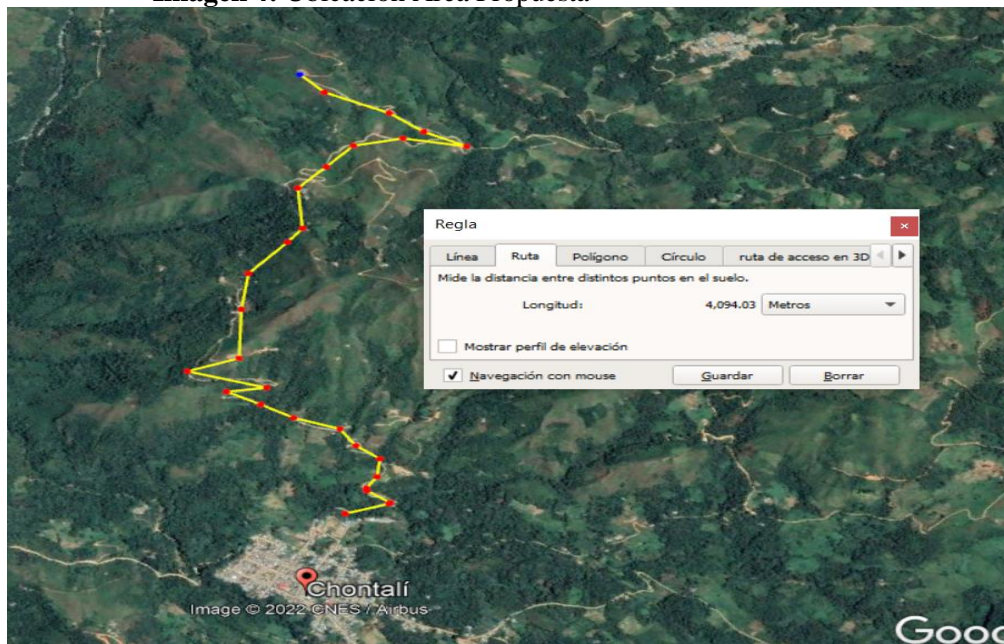 Ubicación Área Propuesta
Regla
Línea Ruta Polígono Círculo ruta de acceso en 3D
Mide la distancia entre distintos puntos en el suelo.
Longitud: 4,094.03 Metros
Mostrar perfil de elevación
Navegación con mouse Guardar Borrar
Chontalí
Image © 2022 CNES / Airbus
Goo